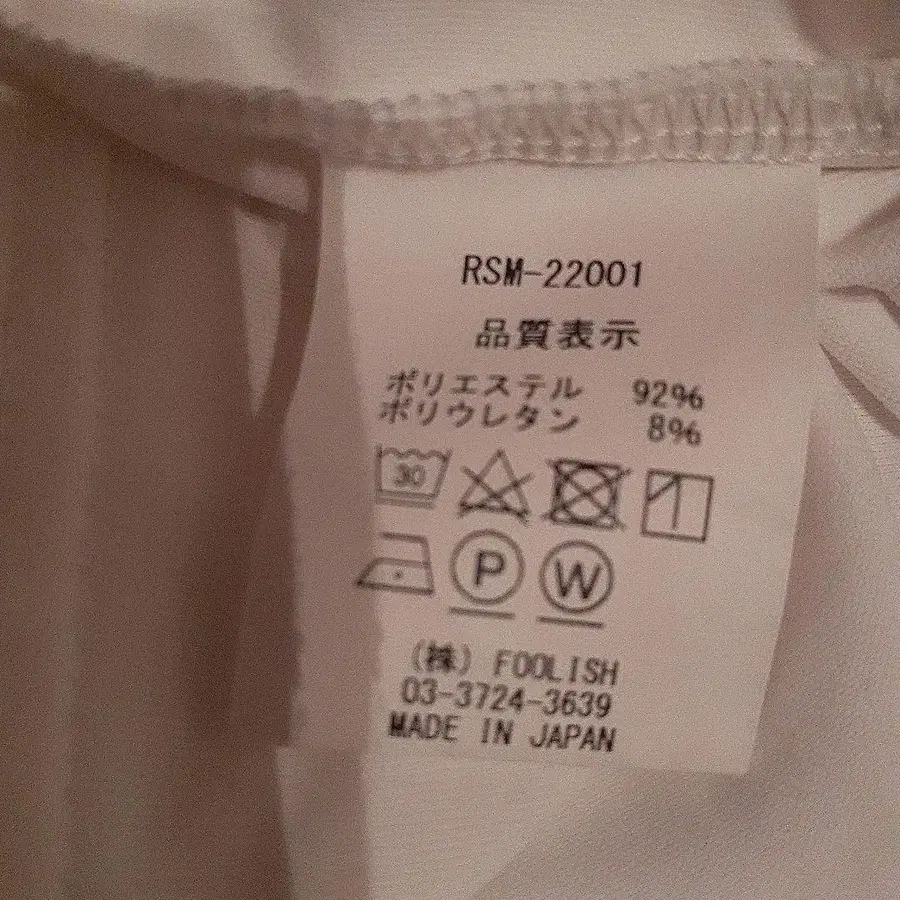 RSM-22001
品質表示
ポリエステル 92%
ポリウレタン 8%
30
P W
(株) FOOLISH
03-3724-3639
MADE IN JAPAN